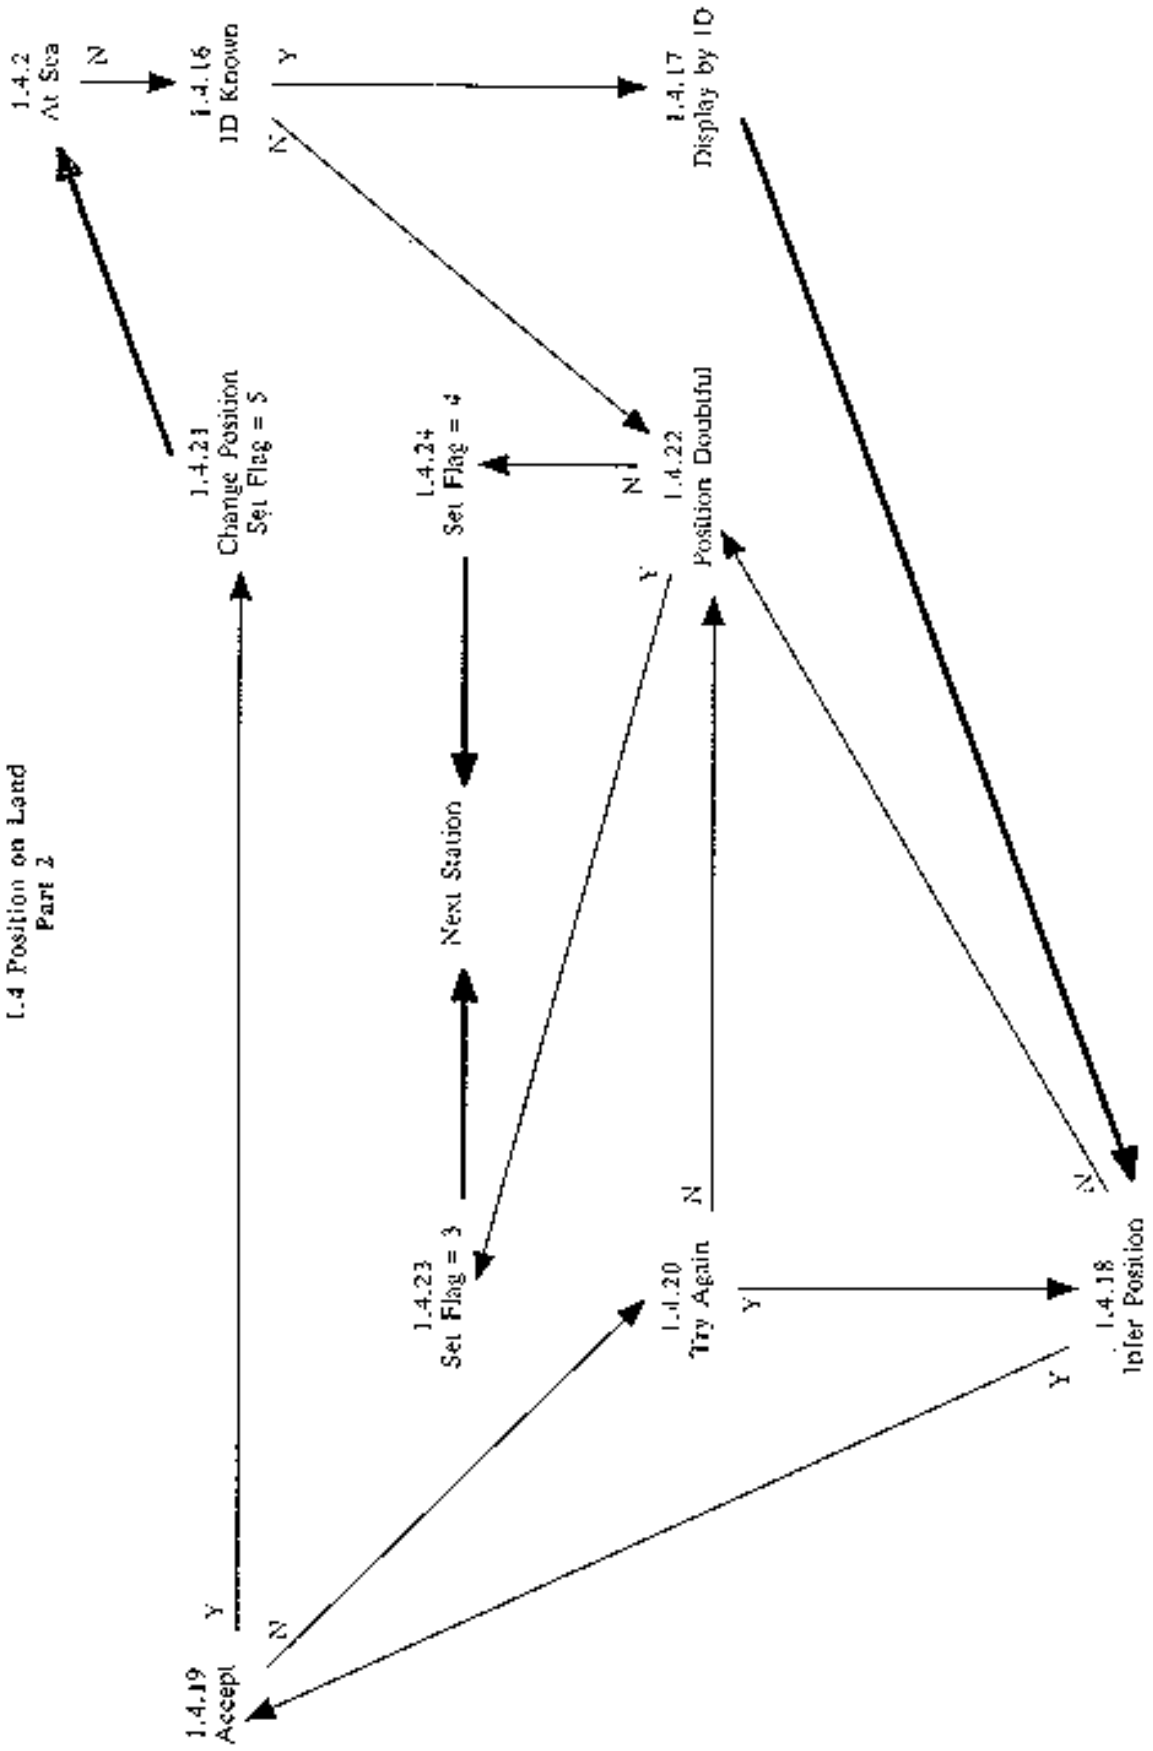 1.4 Position on Land
Part 2
1.4.2
At Sea
N
1.4.19
Accept
Y
N
1.4.21
Change Position
Set Flag = 5
1.4.16
ID Known
Y
N
1.4.23
Set Flag = 3
Next Station
1.4.24
Set Flag = 4
Y
N
1.4.20
Try Again
N
Y
1.4.22
Position Doubtful
1.4.17
Display by ID
Y
N
1.4.18
Infer Position